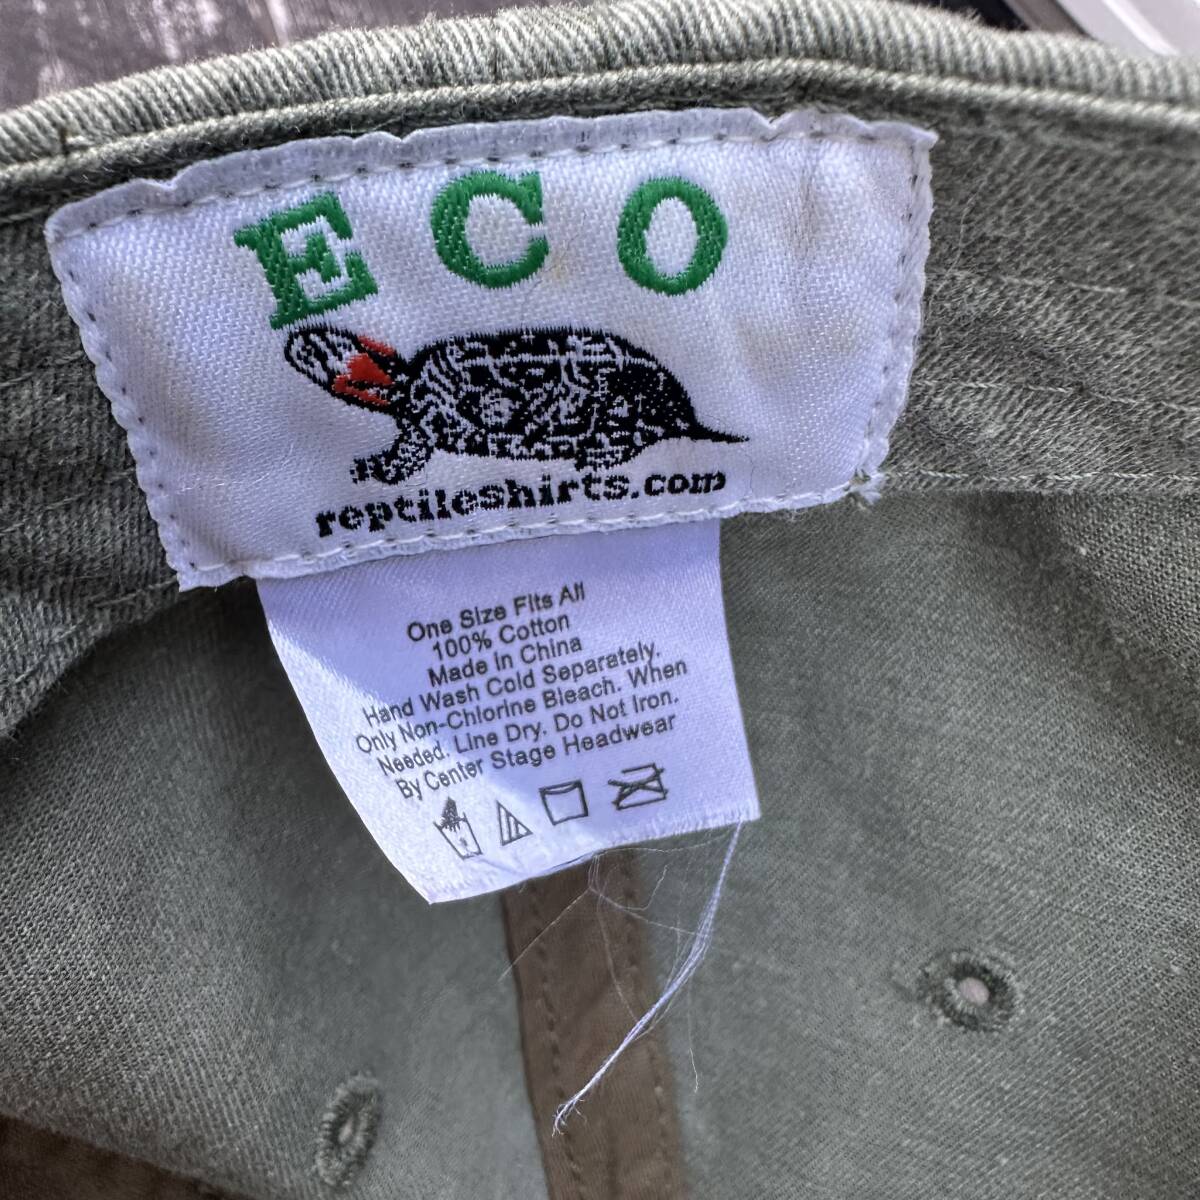 ECO
reptileshirts.com
One Size Fits All
100% Cotton
Made In China
Hand Wash Cold Separately.
Only Non-Chlorine Bleach. When
Needed. Line Dry. Do Not Iron.
By Center Stage Headwear